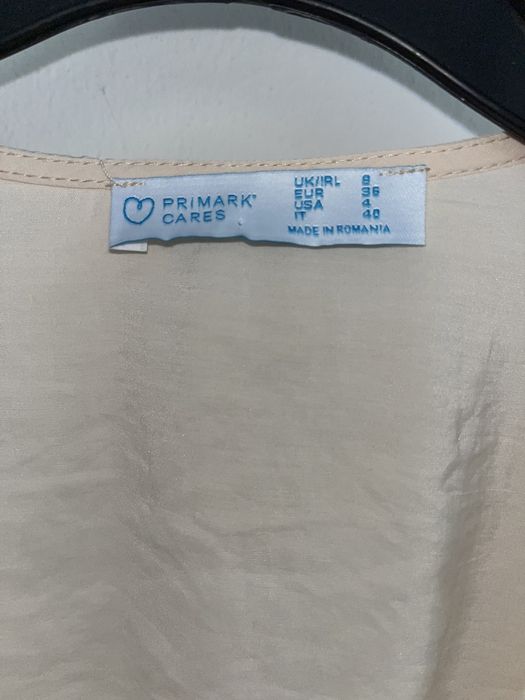 PRIMARK®
CARES
UK/IRL 8
EUR 36
USA 4
IT 40
MADE IN ROMANIA